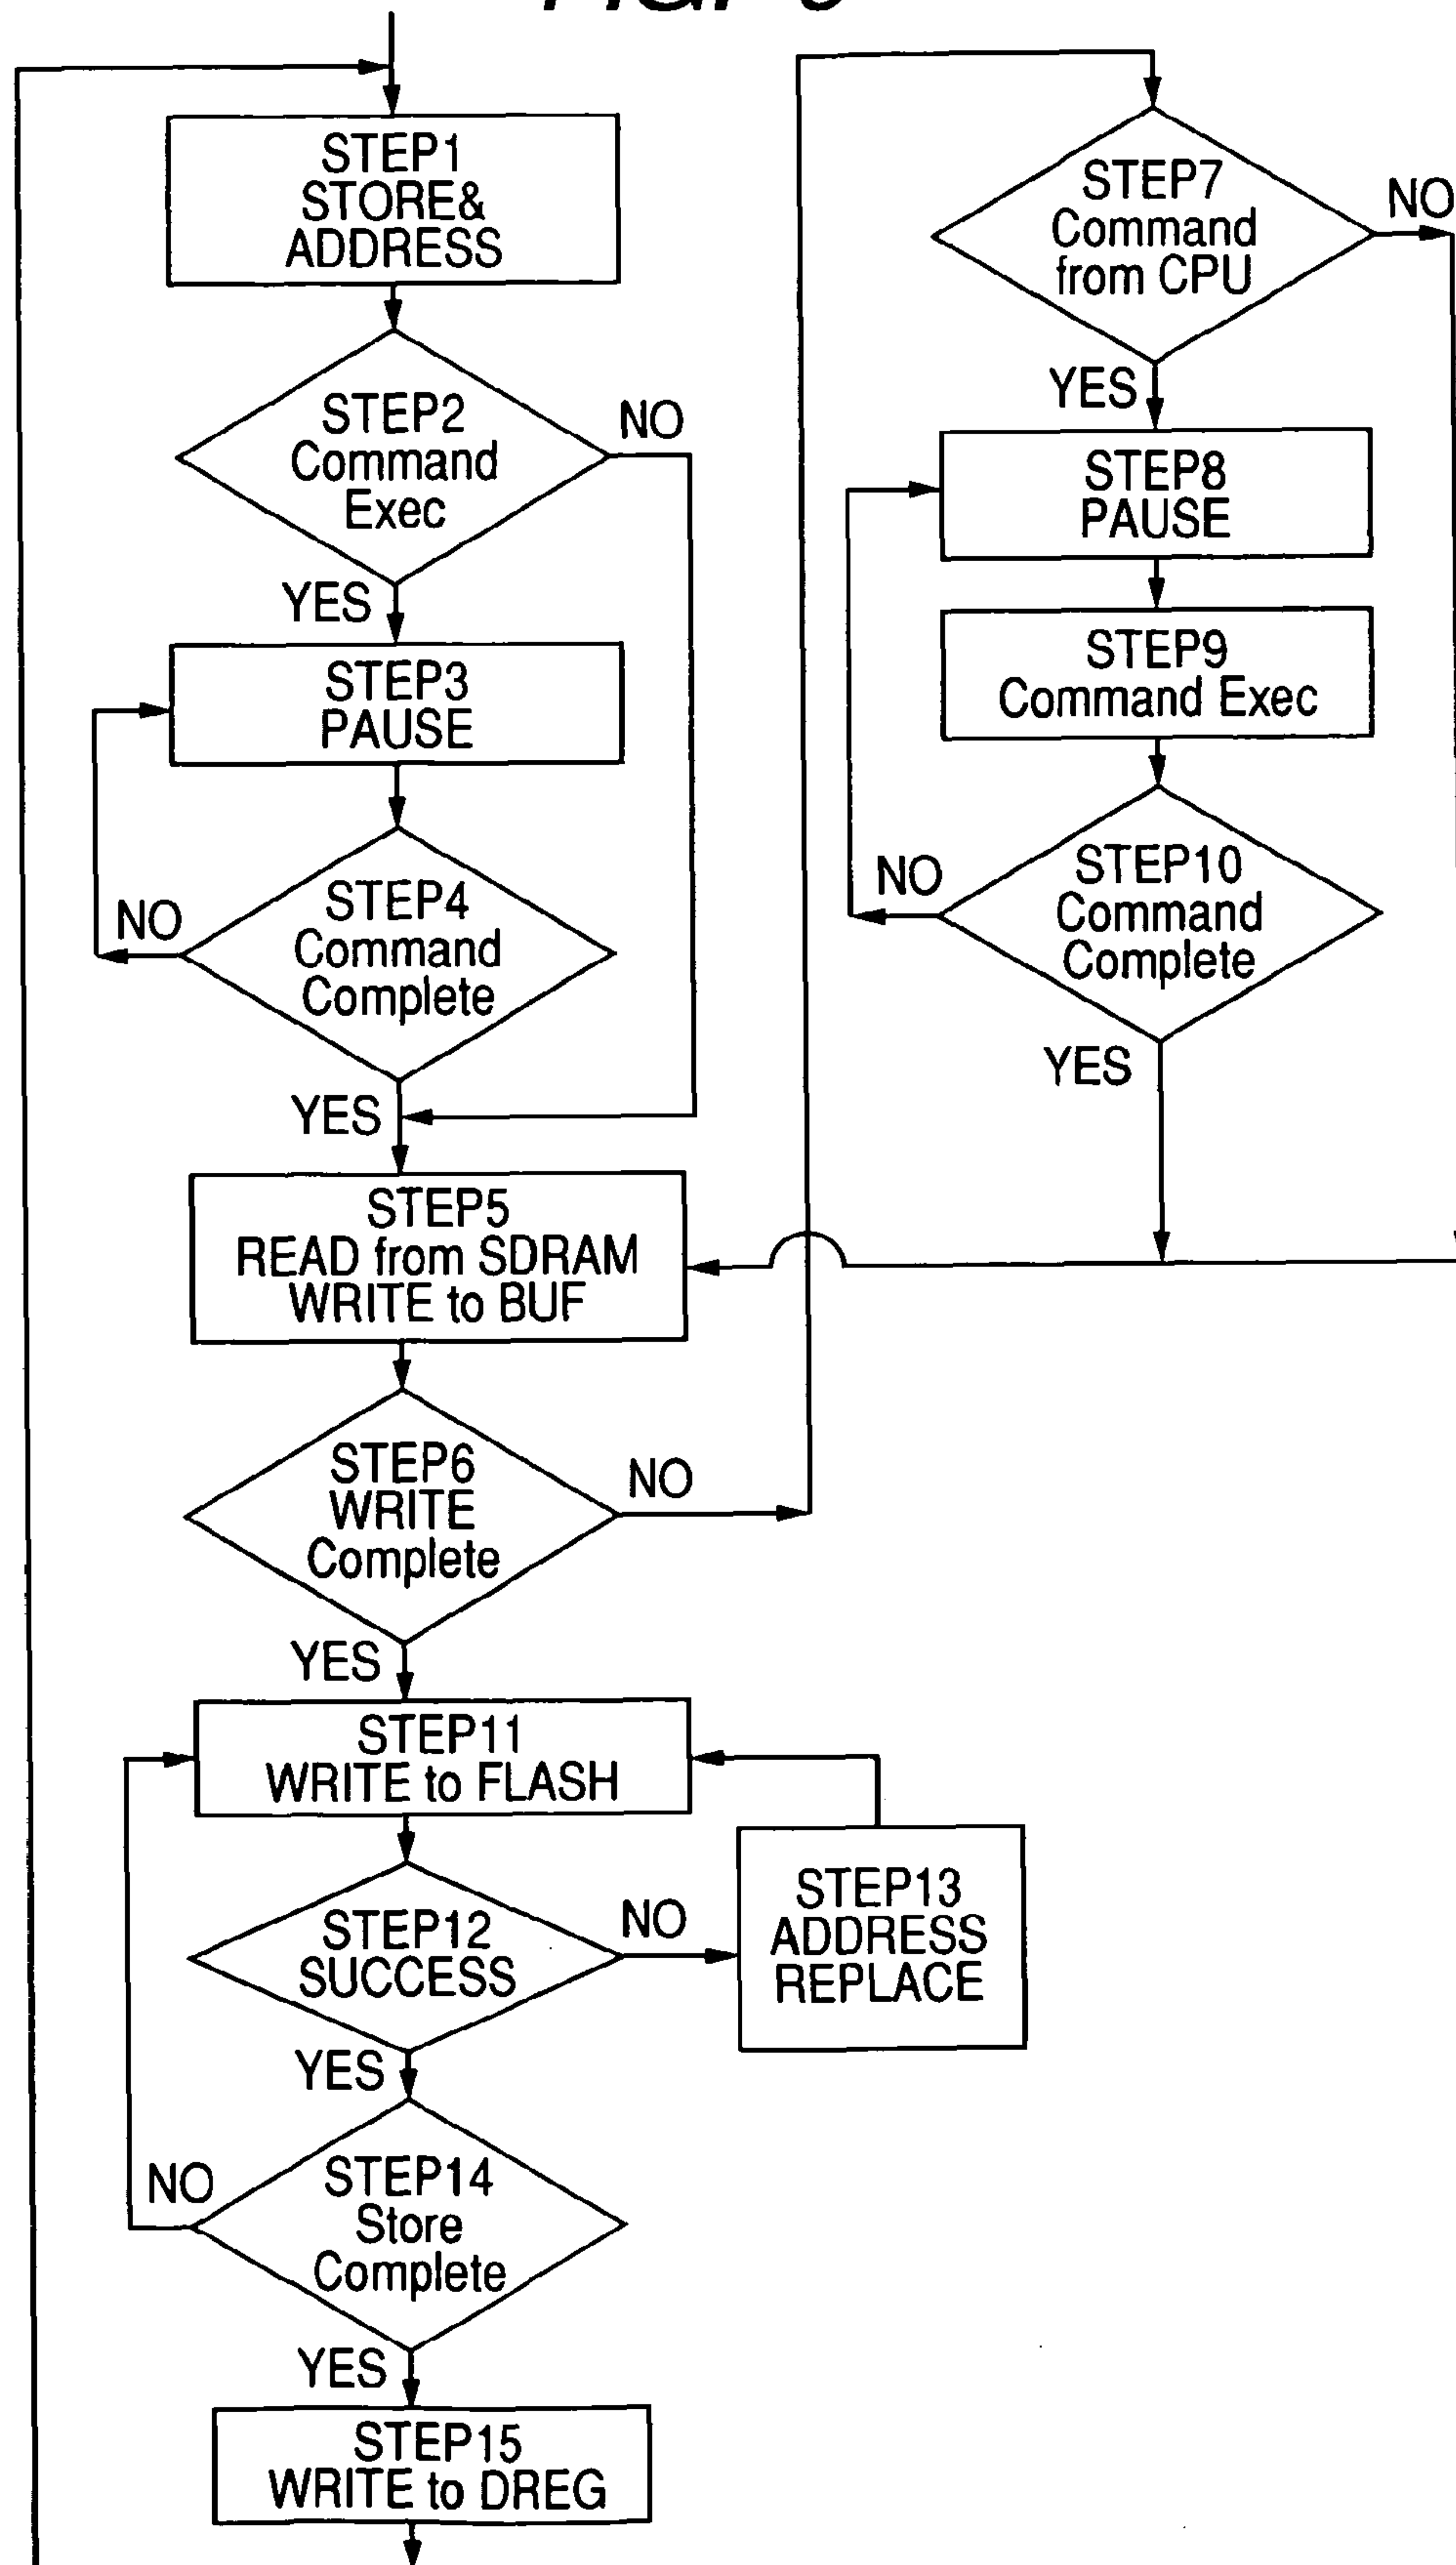 STEP1
STORE&
ADDRESS
STEP2
Command
Exec
NO
YES
STEP3
PAUSE
STEP4
Command
Complete
NO
YES
STEP5
READ from SDRAM
WRITE to BUF
STEP6
WRITE
Complete
NO
YES
STEP7
Command
from CPU
NO
YES
STEP8
PAUSE
STEP9
Command Exec
STEP10
Command
Complete
NO
YES
STEP11
WRITE to FLASH
STEP12
SUCCESS
NO
STEP13
ADDRESS
REPLACE
YES
STEP14
Store
Complete
NO
YES
STEP15
WRITE to DREG